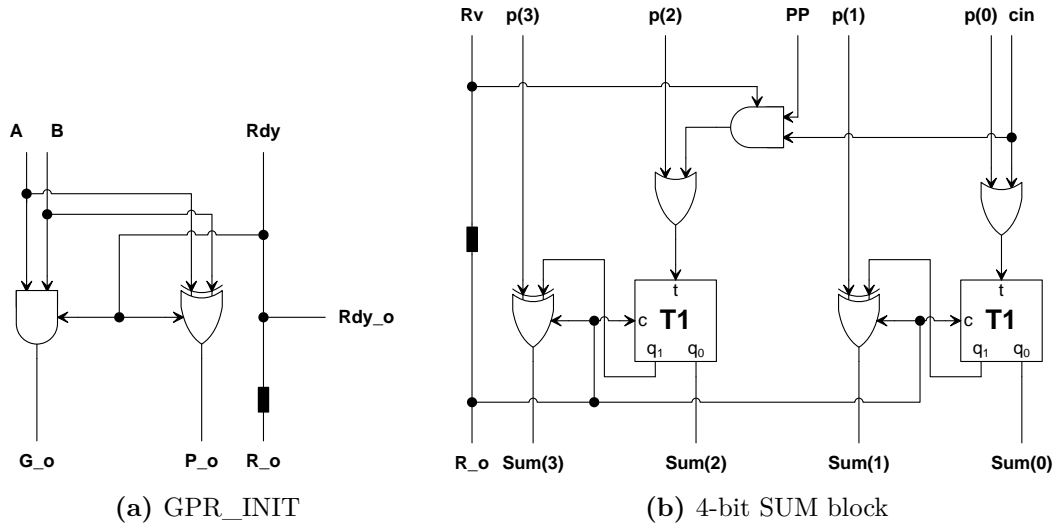 Rv p(3) p(2) PP p(1) p(0) cin
A B Rdy
Rdy_o
t t
c T1 c T1
q1 q0 q1 q0
G_o P_o R_o R_o Sum(3) Sum(2) Sum(1) Sum(0)
(a) GPR_INIT (b) 4-bit SUM block